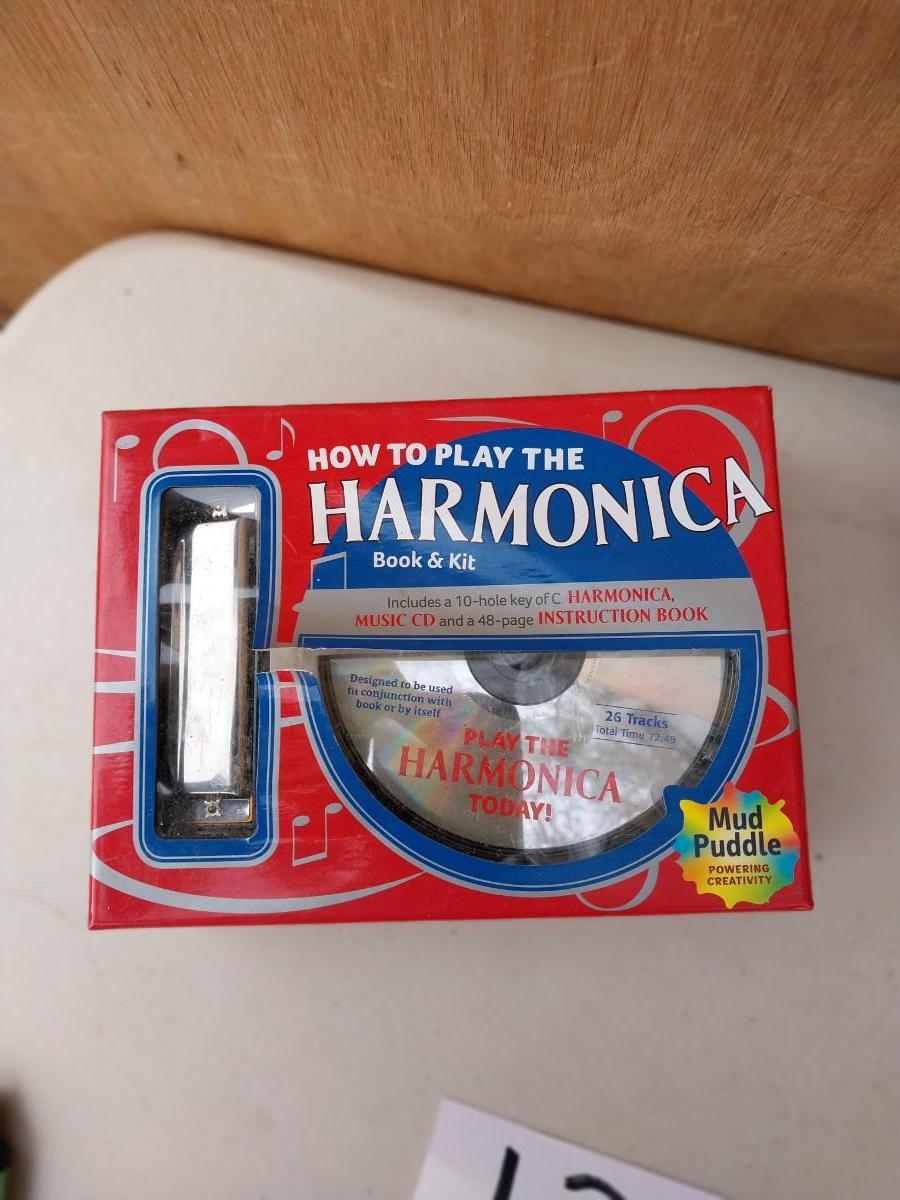 HOW TO PLAY THE
HARMONICA
Book & Kit
Includes a 10-hole key of C HARMONICA,
MUSIC CD and a 48-page INSTRUCTION BOOK
Designed to be used
in conjunction with
book or by itself
26 Tracks
Total Time 72:49
PLAY THE
HARMONICA
TODAY!
Mud
Puddle
POWERING
CREATIVITY